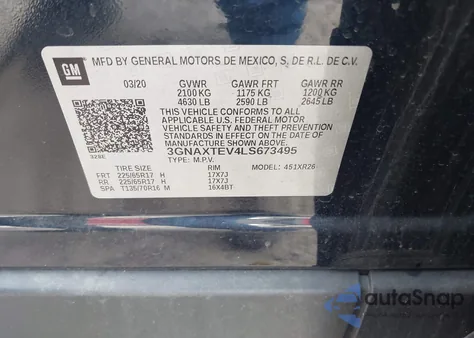 GM
MFD BY GENERAL MOTORS DE MEXICO, S. DE R.L. DE C.V.
03/20 GVWR GAWR FRT GAWR RR
2100 KG 1175 KG 1200 KG
4630 LB 2590 LB 2645 LB
THIS VEHICLE CONFORMS TO ALL APPLICABLE U.S. FEDERAL MOTOR
VEHICLE SAFETY, BUMPER, AND THEFT
PREVENTION STANDARDS IN EFFECT ON THE DATE
OF MANUFACTURE SHOWN ABOVE.
3GNAXTEV4LS673495
328E TYPE: M.P.V. 451XR26
TIRE SIZE RIM
FRT 225/65R17 H 17X7J
RR 225/65R17 H 17X7J
SPA T135/70R16 M 16X4BT
autoSnap